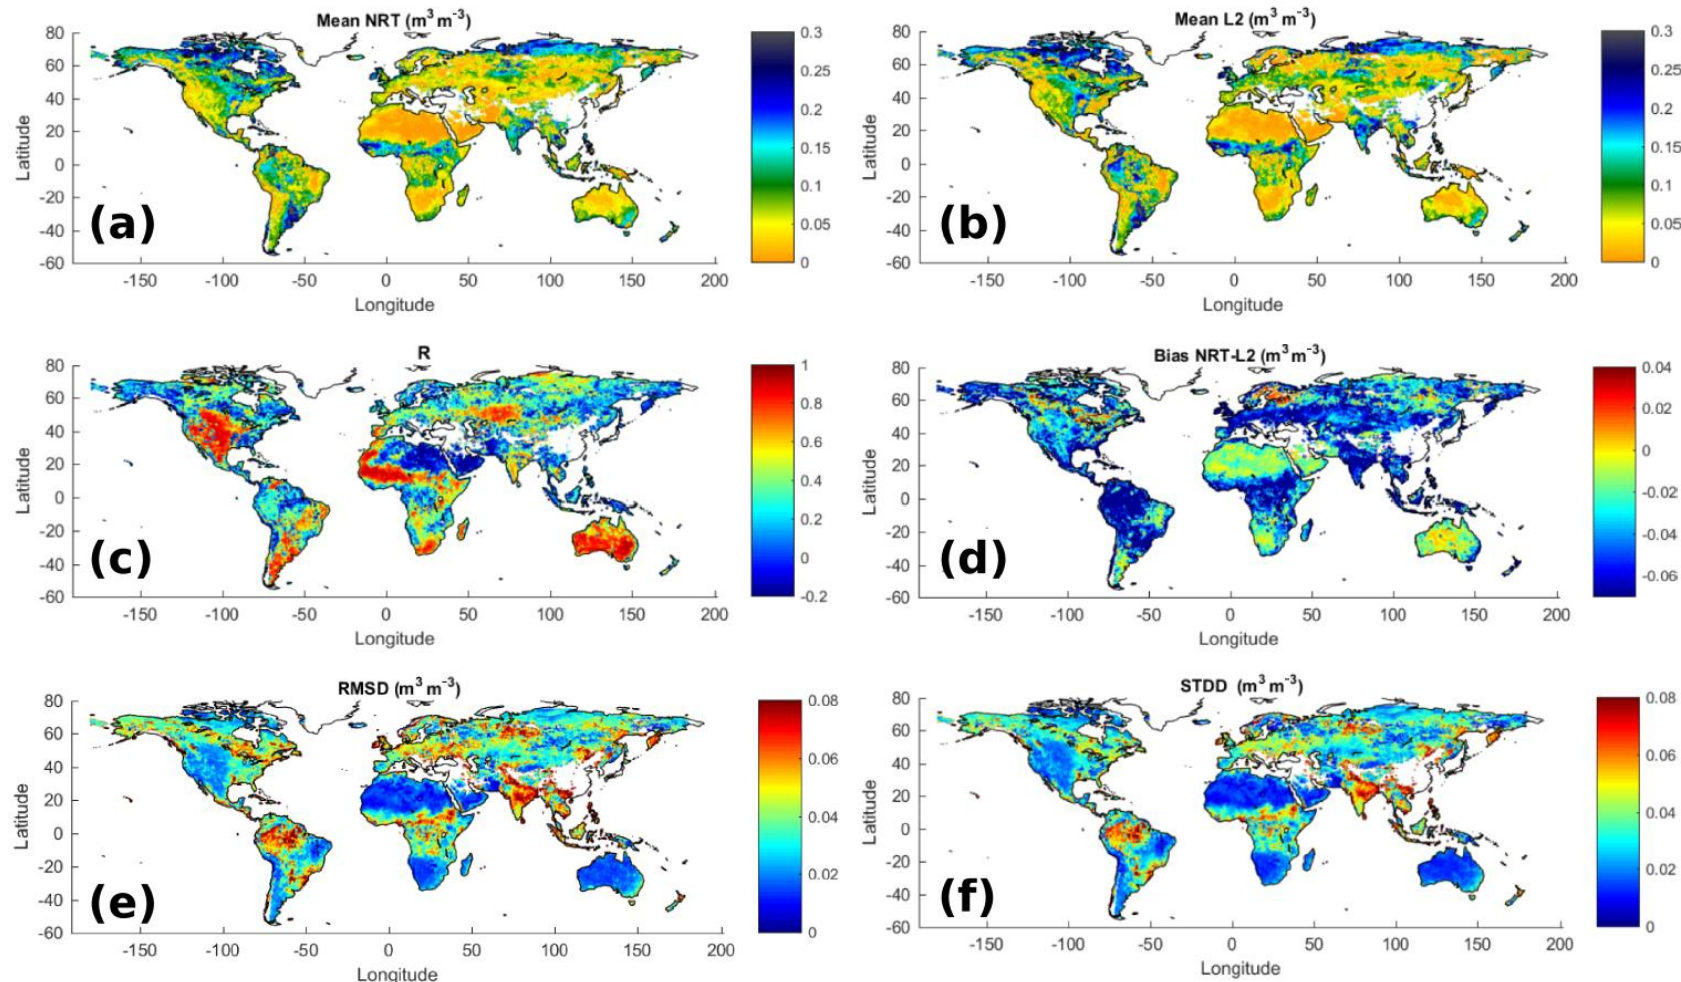 Mean NRT (m³ m⁻³)
80
60
40
20
0
-20
-40
-60
Latitude
-150 -100 -50 0 50 100 150 200
Longitude
0.3
0.25
0.2
0.15
0.1
0.05
0
(a)
Mean L2 (m³ m⁻³)
80
60
40
20
0
-20
-40
-60
Latitude
-150 -100 -50 0 50 100 150 200
Longitude
0.3
0.25
0.2
0.15
0.1
0.05
0
(b)
R
80
60
40
20
0
-20
-40
-60
Latitude
-150 -100 -50 0 50 100 150 200
Longitude
1
0.8
0.6
0.4
0.2
0
-0.2
(c)
Bias NRT-L2 (m³ m⁻³)
80
60
40
20
0
-20
-40
-60
Latitude
-150 -100 -50 0 50 100 150 200
Longitude
0.04
0.02
0
-0.02
-0.04
-0.06
(d)
RMSD (m³ m⁻³)
80
60
40
20
0
-20
-40
-60
Latitude
-150 -100 -50 0 50 100 150 200
Longitude
0.08
0.06
0.04
0.02
0
(e)
STDD (m³ m⁻³)
80
60
40
20
0
-20
-40
-60
Latitude
-150 -100 -50 0 50 100 150 200
Longitude
0.08
0.06
0.04
0.02
0
(f)